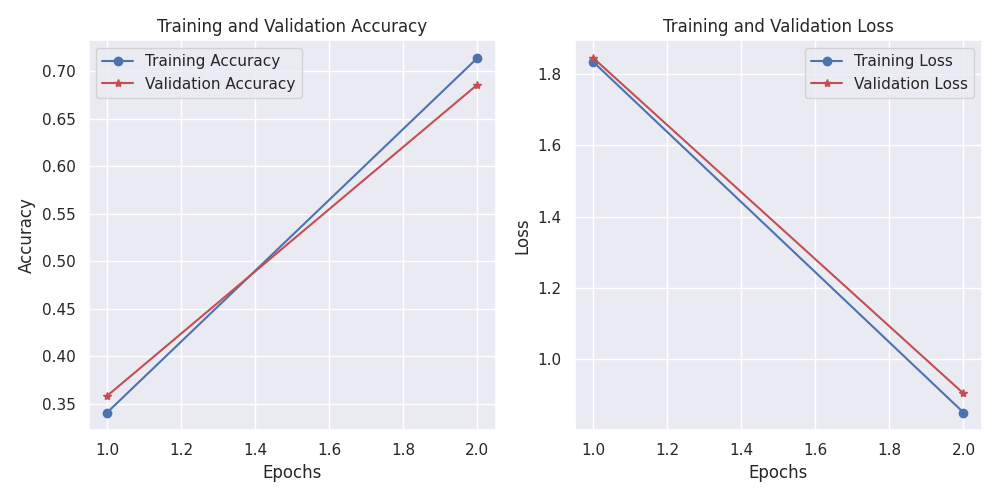 Training and Validation Accuracy
Training Accuracy
Validation Accuracy
0.70
0.65
0.60
0.55
0.50
0.45
0.40
0.35
Accuracy
1.0 1.2 1.4 1.6 1.8 2.0
Epochs
Training and Validation Loss
Training Loss
Validation Loss
1.8
1.6
1.4
1.2
1.0
Loss
1.0 1.2 1.4 1.6 1.8 2.0
Epochs